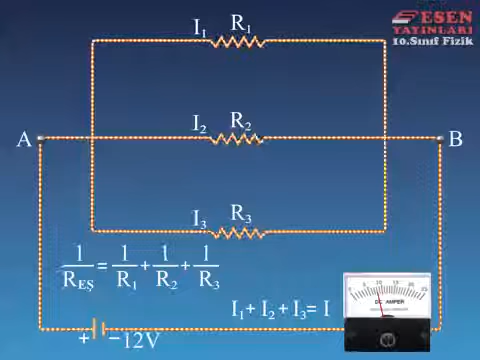 ESEN
YAYINLARI
10.Sınıf Fizik
I₁ R₁
A I₂ R₂ B
I₃ R₃
1/R_EŞ = 1/R₁ + 1/R₂ + 1/R₃
I₁ + I₂ + I₃ = I
DC AMPER
+ − 12V